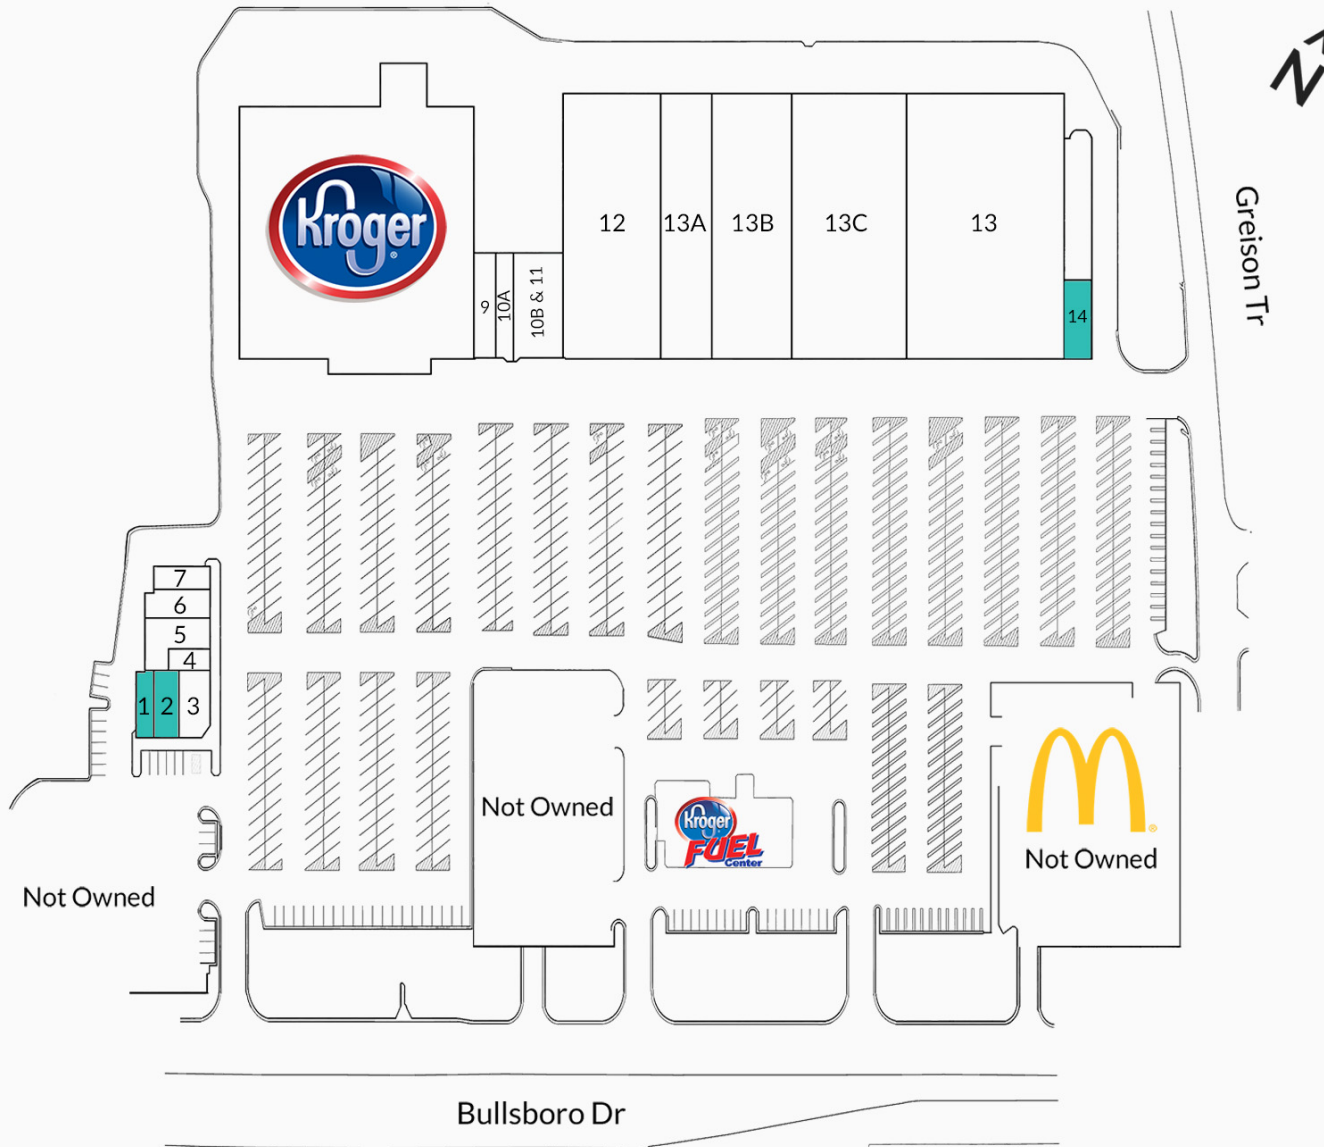 N
Kroger
12
13A
13B
13C
13
Greison Tr
9
10A
10B & 11
14
7
6
5
4
1
2
3
Not Owned
Kroger
FUEL
Center
Not Owned
Not Owned
Bullsboro Dr